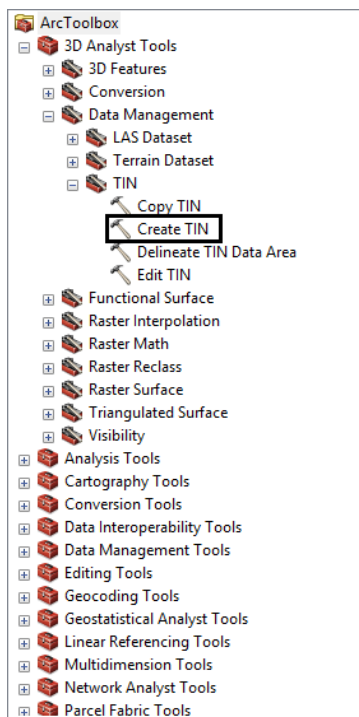 ArcToolbox
3D Analyst Tools
3D Features
Conversion
Data Management
LAS Dataset
Terrain Dataset
TIN
Copy TIN
Create TIN
Delineate TIN Data Area
Edit TIN
Functional Surface
Raster Interpolation
Raster Math
Raster Reclass
Raster Surface
Triangulated Surface
Visibility
Analysis Tools
Cartography Tools
Conversion Tools
Data Interoperability Tools
Data Management Tools
Editing Tools
Geocoding Tools
Geostatistical Analyst Tools
Linear Referencing Tools
Multidimension Tools
Network Analyst Tools
Parcel Fabric Tools